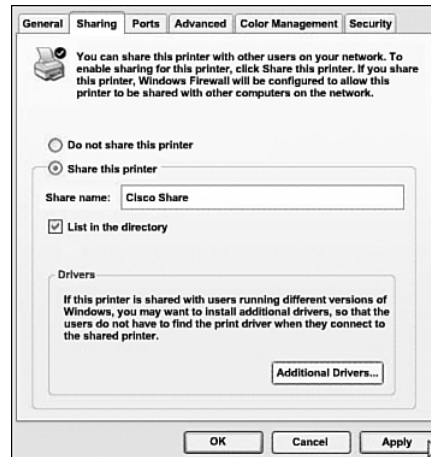 General Sharing Ports Advanced Color Management Security
You can share this printer with other users on your network. To
enable sharing for this printer, click Share this printer. If you share
this printer, Windows Firewall will be configured to allow this
printer to be shared with other computers on the network.
Do not share this printer
Share this printer
Share name: Cisco Share
List in the directory
Drivers
If this printer is shared with users running different versions of
Windows, you may want to install additional drivers, so that the
users do not have to find the print driver when they connect to
the shared printer.
Additional Drivers...
OK Cancel Apply